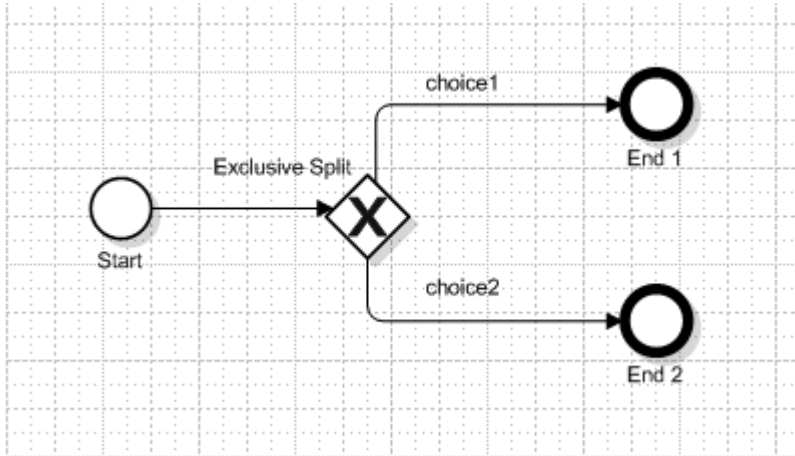 choice1
End 1
Exclusive Split
X
Start
choice2
End 2